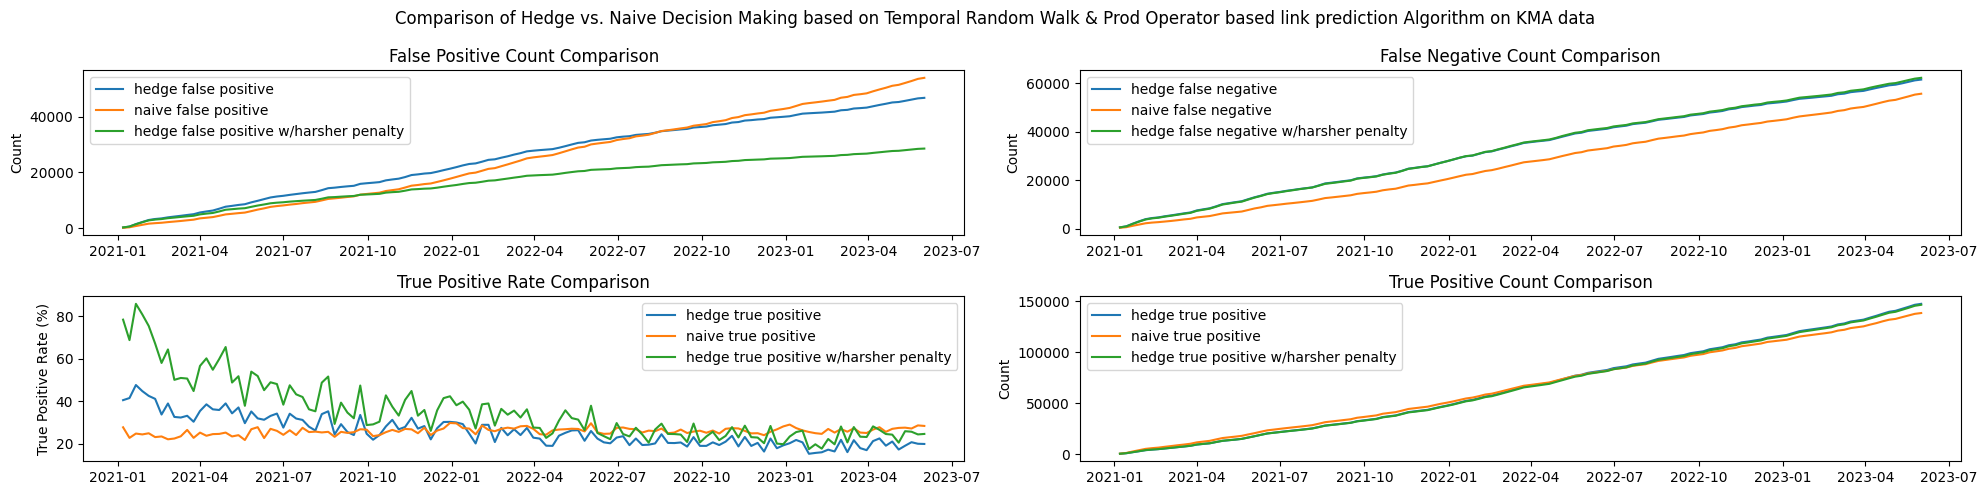 Comparison of Hedge vs. Naive Decision Making based on Temporal Random Walk & Prod Operator based link prediction Algorithm on KMA data
False Positive Count Comparison
Count
40000
20000
0
hedge false positive
naive false positive
hedge false positive w/harsher penalty
2021-01 2021-04 2021-07 2021-10 2022-01 2022-04 2022-07 2022-10 2023-01 2023-04 2023-07
False Negative Count Comparison
Count
60000
40000
20000
0
hedge false negative
naive false negative
hedge false negative w/harsher penalty
2021-01 2021-04 2021-07 2021-10 2022-01 2022-04 2022-07 2022-10 2023-01 2023-04 2023-07
True Positive Rate Comparison
True Positive Rate (%)
80
60
40
20
hedge true positive
naive true positive
hedge true positive w/harsher penalty
2021-01 2021-04 2021-07 2021-10 2022-01 2022-04 2022-07 2022-10 2023-01 2023-04 2023-07
True Positive Count Comparison
Count
150000
100000
50000
0
hedge true positive
naive true positive
hedge true positive w/harsher penalty
2021-01 2021-04 2021-07 2021-10 2022-01 2022-04 2022-07 2022-10 2023-01 2023-04 2023-07